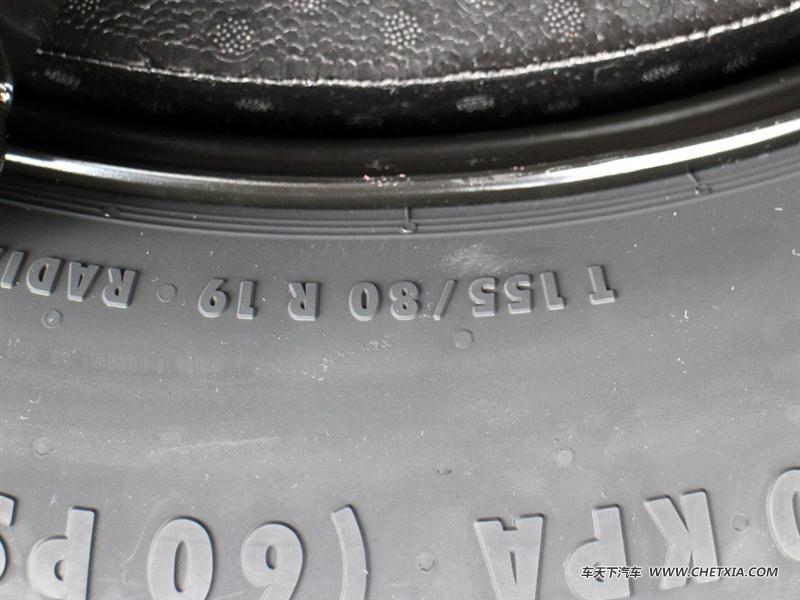 T 155/80 R 19 · RADI
0·KPA (60 PS
车天下汽车 WWW.CHETXIA.COM